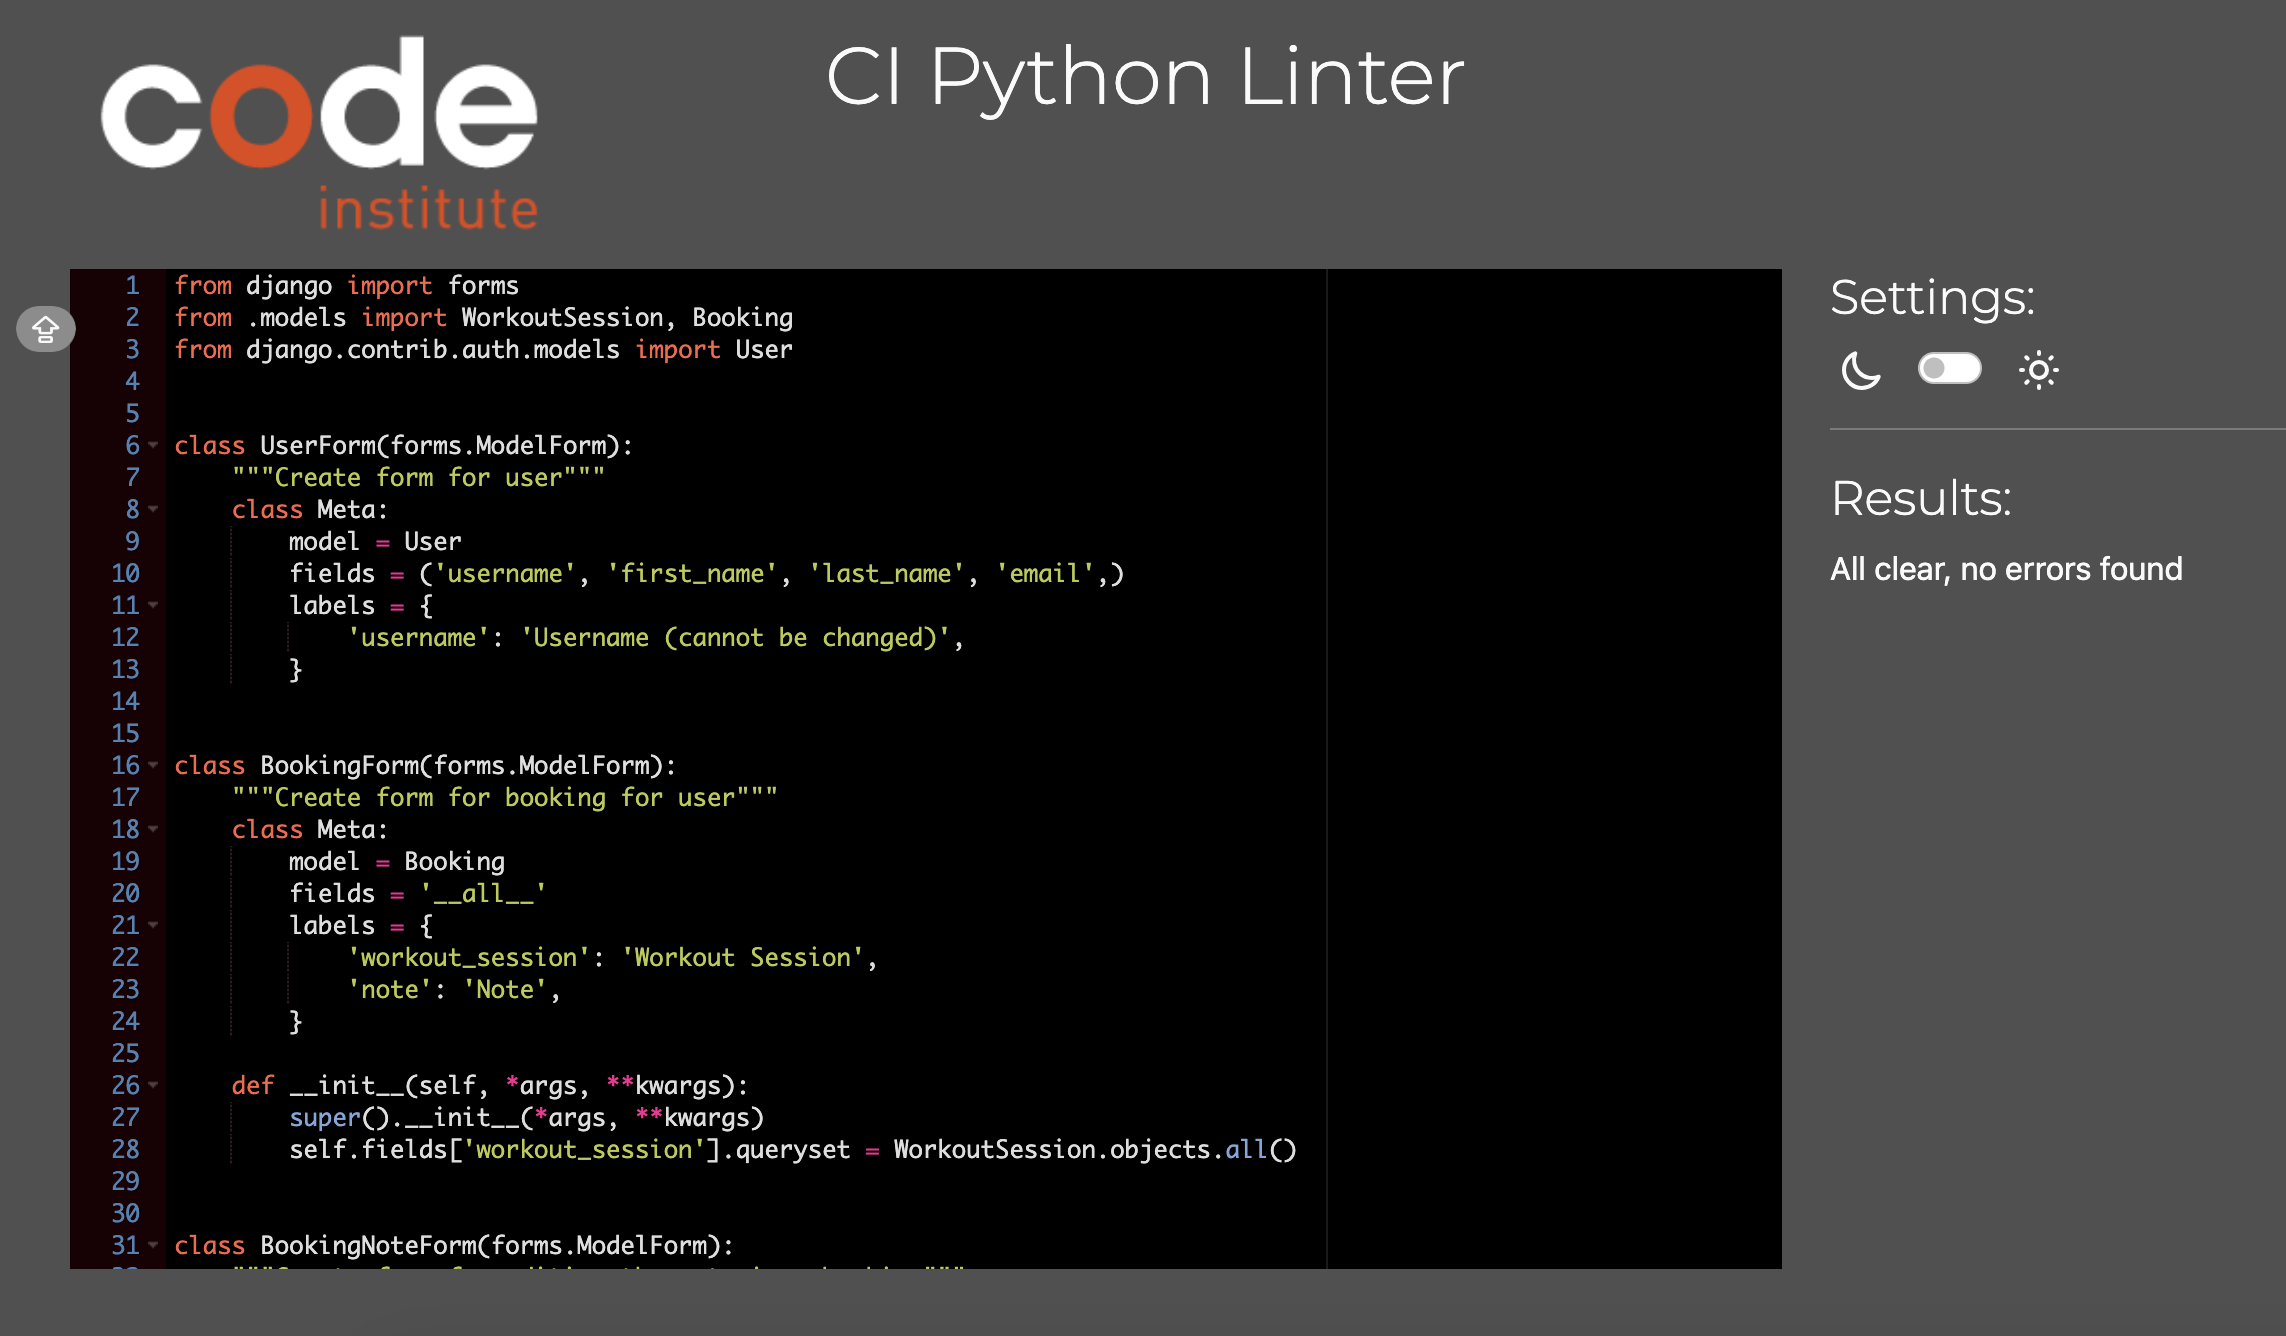 code
institute
CI Python Linter
1 from django import forms
2 from .models import WorkoutSession, Booking
3 from django.contrib.auth.models import User
4
5
6 class UserForm(forms.ModelForm):
7     """Create form for user"""
8     class Meta:
9         model = User
10         fields = ('username', 'first_name', 'last_name', 'email',)
11         labels = {
12             'username': 'Username (cannot be changed)',
13         }
14
15
16 class BookingForm(forms.ModelForm):
17     """Create form for booking for user"""
18     class Meta:
19         model = Booking
20         fields = '__all__'
21         labels = {
22             'workout_session': 'Workout Session',
23             'note': 'Note',
24         }
25
26     def __init__(self, *args, **kwargs):
27         super().__init__(*args, **kwargs)
28         self.fields['workout_session'].queryset = WorkoutSession.objects.all()
29
30
31 class BookingNoteForm(forms.ModelForm):
Settings:
Results:
All clear, no errors found